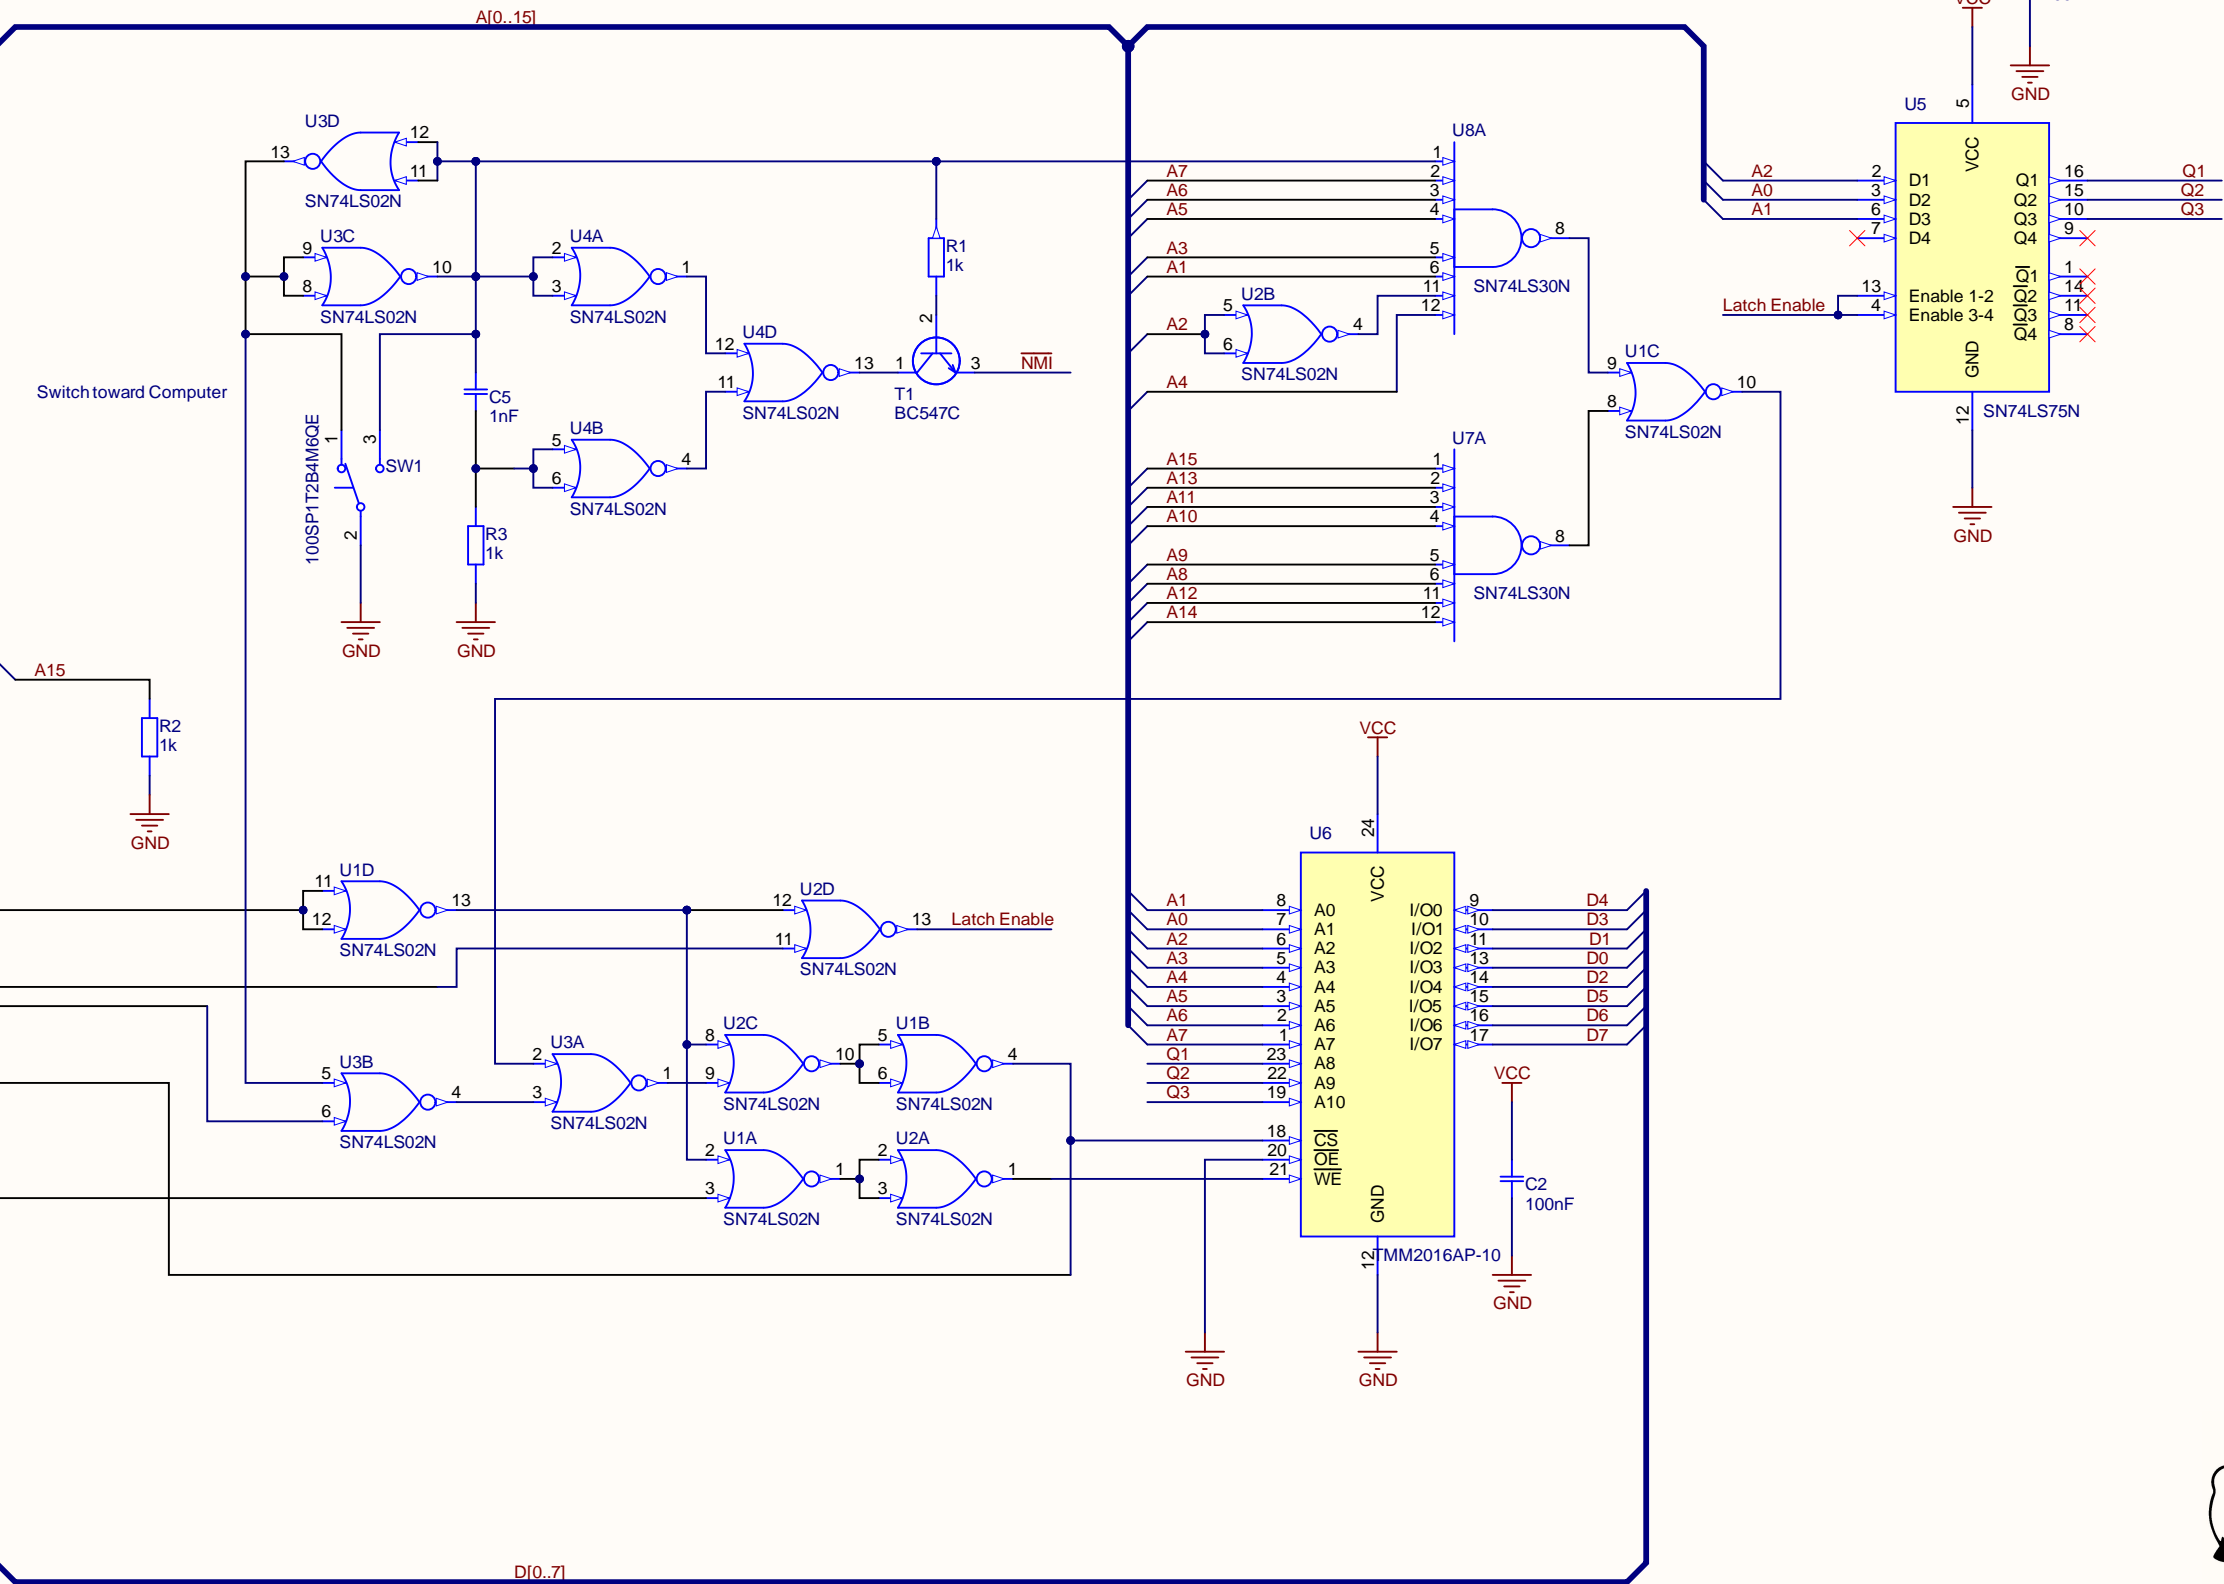 A[0..15]
VCC
GND
U5
5
VCC
A2
2
D1
Q1
16
Q1
A0
3
D2
Q2
15
Q2
A1
6
D3
Q3
10
Q3
7
D4
Q4
9
Q1
1
13
Enable 1-2
Q2
14
Latch Enable
4
Enable 3-4
Q3
11
Q4
8
GND
12
SN74LS75N
GND
U3D
13
12
11
SN74LS02N
U3C
9
8
10
SN74LS02N
U4A
2
3
1
SN74LS02N
R1
1k
2
U4D
12
11
13
SN74LS02N
1
3
NMI
T1
BC547C
Switch toward Computer
C5
1nF
U4B
5
6
4
SN74LS02N
100SP1T2B4M6QE
1
3
SW1
2
GND
R3
1k
GND
U8A
1
A7
2
A6
3
A5
4
A3
5
A1
6
11
12
8
SN74LS30N
U2B
A2
5
6
4
SN74LS02N
A4
U1C
9
8
10
SN74LS02N
U7A
A15
1
A13
2
A11
3
A10
4
A9
5
A8
6
A12
11
A14
12
8
SN74LS30N
A15
R2
1k
GND
U1D
11
12
13
SN74LS02N
U2D
12
11
13
Latch Enable
SN74LS02N
U3B
5
6
4
SN74LS02N
U3A
2
3
1
SN74LS02N
U2C
8
9
10
SN74LS02N
U1B
5
6
4
SN74LS02N
U1A
2
3
1
SN74LS02N
U2A
2
3
1
SN74LS02N
VCC
24
U6
VCC
A1
8
A0
I/O0
9
D4
A0
7
A1
I/O1
10
D3
A2
6
A2
I/O2
11
D1
A3
5
A3
I/O3
13
D0
A4
4
A4
I/O4
14
D2
A5
3
A5
I/O5
15
D5
A6
2
A6
I/O6
16
D6
A7
1
A7
I/O7
17
D7
Q1
23
A8
Q2
22
A9
Q3
19
A10
18
CS
20
OE
21
WE
GND
12
TMM2016AP-10
VCC
C2
100nF
GND
GND
GND
D[0..7]